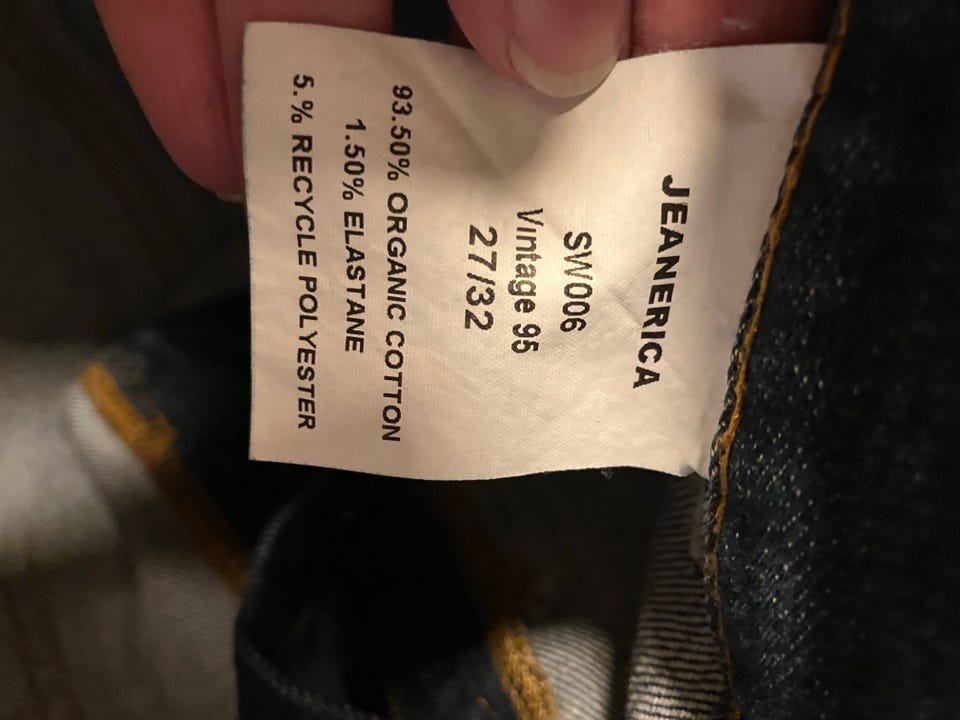 JEANERICA
SW006
Vintage 95
27/32
93.50% ORGANIC COTTON
1.50% ELASTANE
5.% RECYCLE POLYESTER